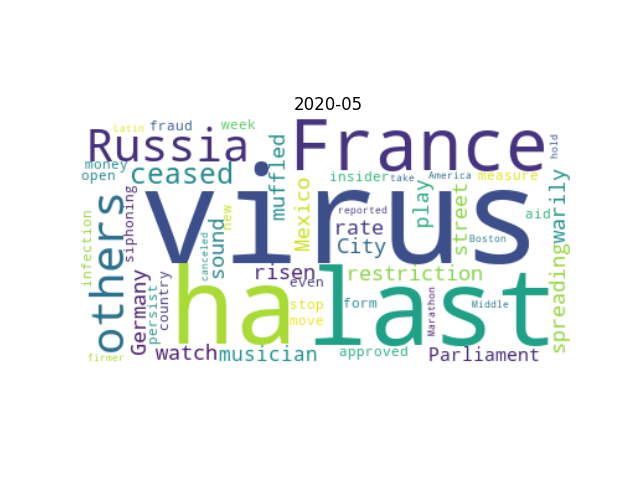 2020-05
Latin fraud week
Russia France hold
money ceased muffled insider take America measure
open
virus
others siphoning infection new sound Mexico reported rate City play street Boston aid warily
canceled risen restriction spreading
ha last
Germany persist country even stop move form Marathon Middle
firmer watch musician approved Parliament